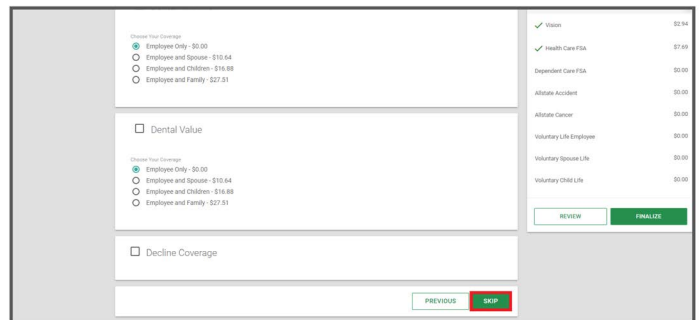 Choose Your Coverage
Employee Only - $0.00
Employee and Spouse - $10.64
Employee and Children - $16.88
Employee and Family - $27.51
Dental Value
Choose Your Coverage
Employee Only - $0.00
Employee and Spouse - $10.64
Employee and Children - $16.88
Employee and Family - $27.51
Decline Coverage
PREVIOUS SKIP
Vision $2.94
Health Care FSA $7.69
Dependent Care FSA $0.00
Allstate Accident $0.00
Allstate Cancer $0.00
Voluntary Life Employee $0.00
Voluntary Spouse Life $0.00
Voluntary Child Life $0.00
REVIEW FINALIZE